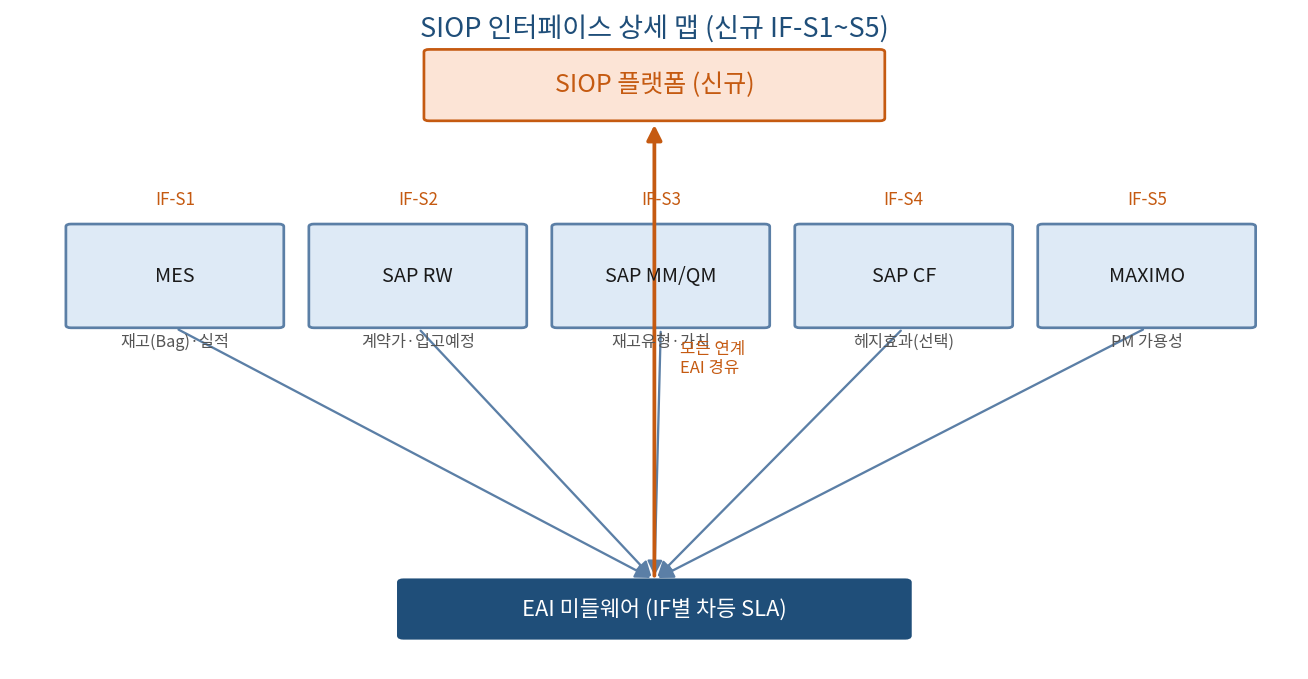 SIOP 인터페이스 상세 맵 (신규 IF-S1~S5)
SIOP 플랫폼 (신규)
IF-S1
IF-S2
IF-S3
IF-S4
IF-S5
MES
SAP RW
SAP MM/QM
SAP CF
MAXIMO
재고(Bag)·실적
계약가·입고예정
재고유형·가치
헤지효과(선택)
PM 가용성
모든 연계
EAI 경유
EAI 미들웨어 (IF별 차등 SLA)